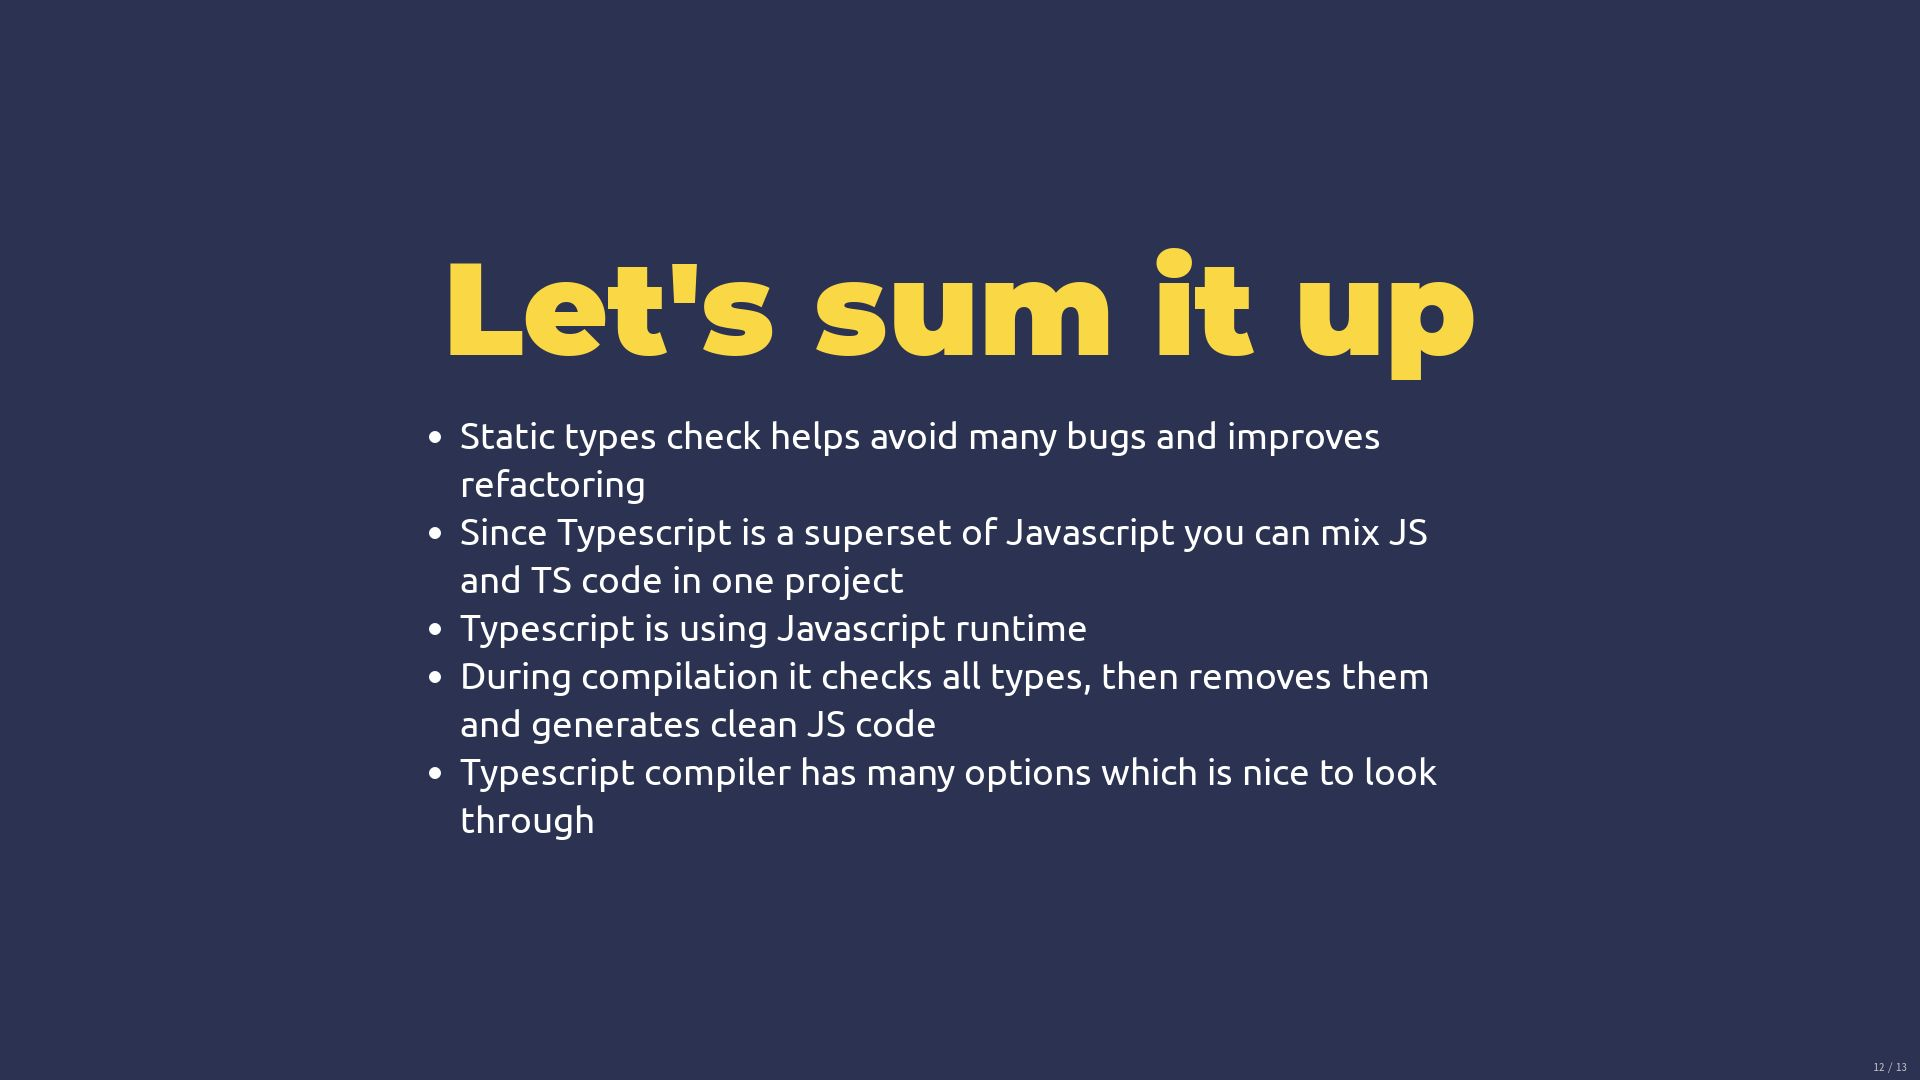 Let's sum it up
• Static types check helps avoid many bugs and improves
refactoring
• Since Typescript is a superset of Javascript you can mix JS
and TS code in one project
• Typescript is using Javascript runtime
• During compilation it checks all types, then removes them
and generates clean JS code
• Typescript compiler has many options which is nice to look
through
12 / 13